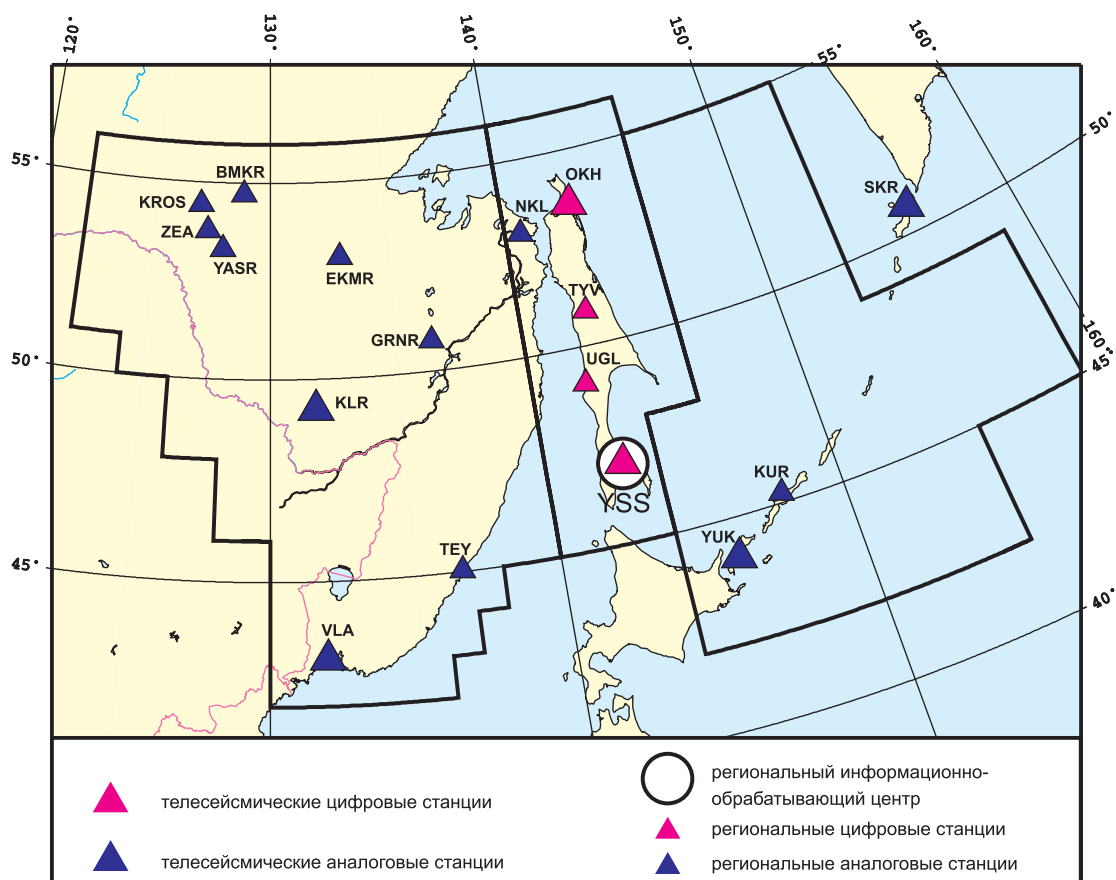 120°
130°
140°
150°
55°
160°
50°
55°
BMKR
KROS
ZEA
YASR
EKMR
OKH
NKL
SKR
TYV
GRNR
UGL
160°
50°
45°
KLR
YSS
KUR
YUK
TEY
45°
40°
VLA
телесейсмические цифровые станции
телесейсмические аналоговые станции
региональный информационно-
обрабатывающий центр
региональные цифровые станции
региональные аналоговые станции